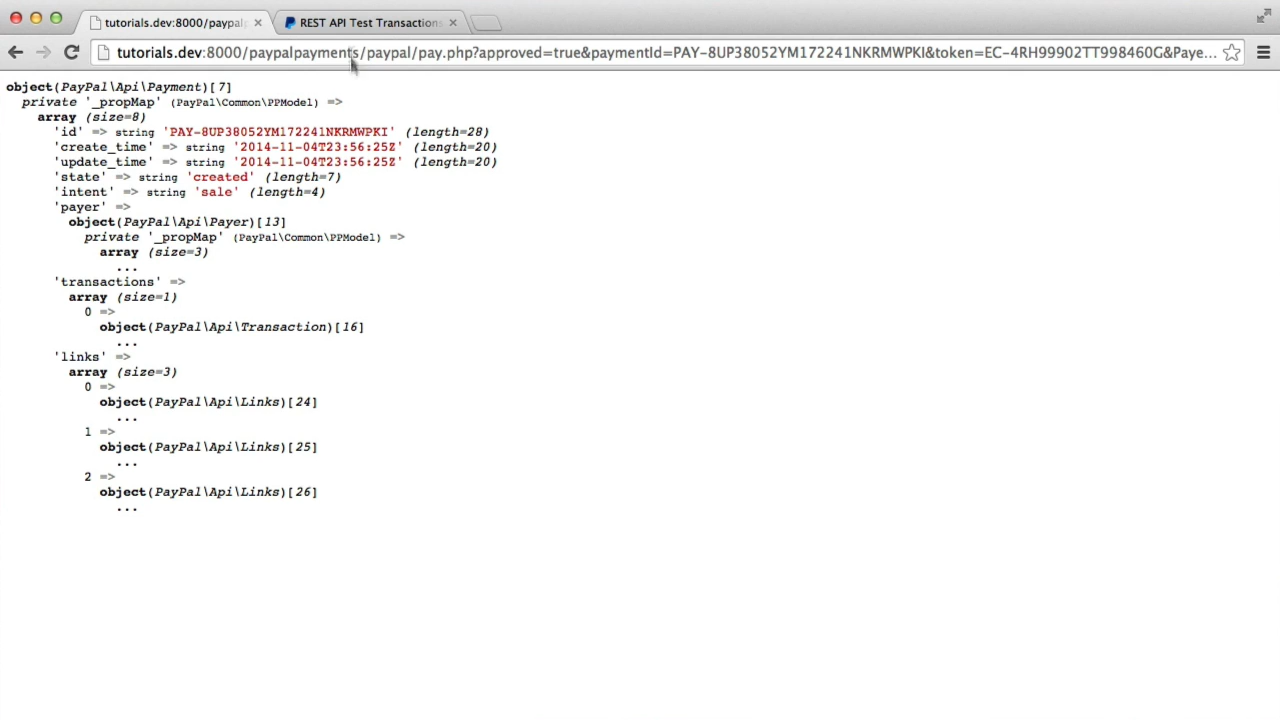 tutorials.dev:8000/paypalp
REST API Test Transactions
tutorials.dev:8000/paypalpayments/paypal/pay.php?approved=true&paymentId=PAY-8UP38052YM172241NKRMWPKI&token=EC-4RH99902TT998460G&Paye...
object(PayPal\Api\Payment)[7]
private '_propMap' (PayPal\Common\PPModel) =>
array (size=8)
'id' => string 'PAY-8UP38052YM172241NKRMWPKI' (length=28)
'create_time' => string '2014-11-04T23:56:25Z' (length=20)
'update_time' => string '2014-11-04T23:56:25Z' (length=20)
'state' => string 'created' (length=7)
'intent' => string 'sale' (length=4)
'payer' =>
object(PayPal\Api\Payer)[13]
private '_propMap' (PayPal\Common\PPModel) =>
array (size=3)
...
'transactions' =>
array (size=1)
0 =>
object(PayPal\Api\Transaction)[16]
...
'links' =>
array (size=3)
0 =>
object(PayPal\Api\Links)[24]
...
1 =>
object(PayPal\Api\Links)[25]
...
2 =>
object(PayPal\Api\Links)[26]
...